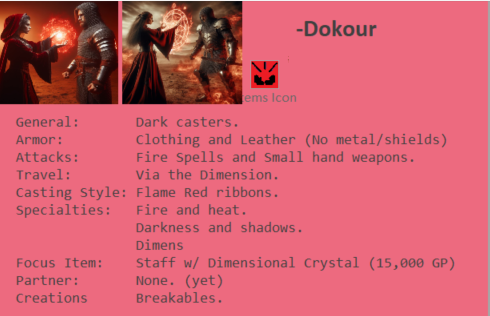 -Dokour
ems Icon
General: Dark casters.
Armor: Clothing and Leather (No metal/shields)
Attacks: Fire Spells and Small hand weapons.
Travel: Via the Dimension.
Casting Style: Flame Red ribbons.
Specialties: Fire and heat.
Darkness and shadows.
Dimens
Focus Item: Staff w/ Dimensional Crystal (15,000 GP)
Partner: None. (yet)
Creations Breakables.